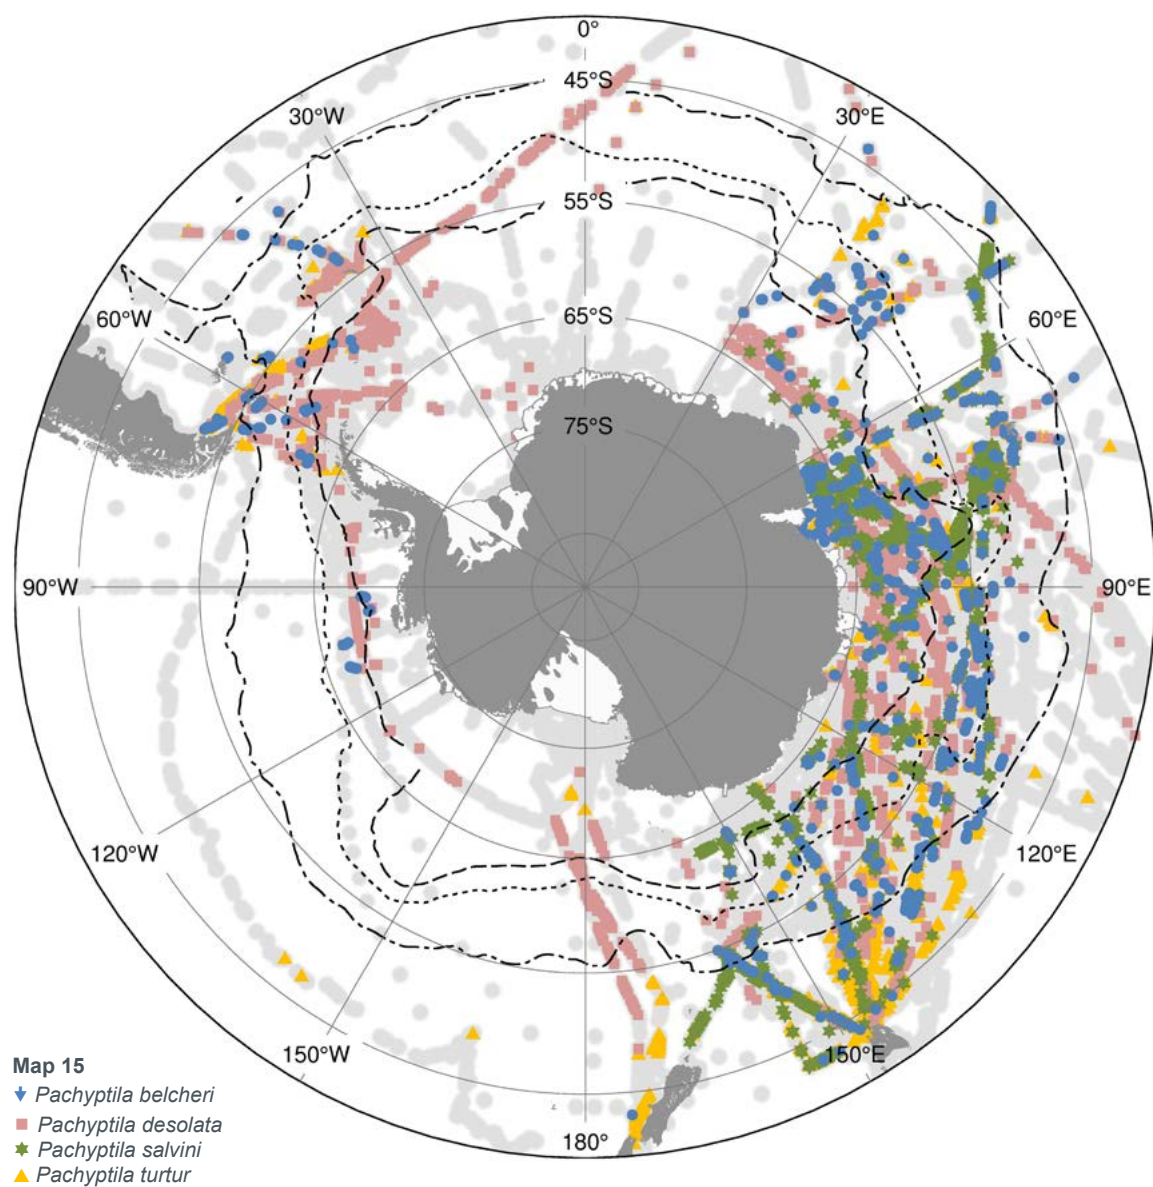 0°
45°S
30°W
30°E
55°S
60°W
65°S
60°E
75°S
90°W
90°E
120°W
120°E
150°W
150°E
180°
Map 15
Pachyptila belcheri
Pachyptila desolata
Pachyptila salvini
Pachyptila turtur